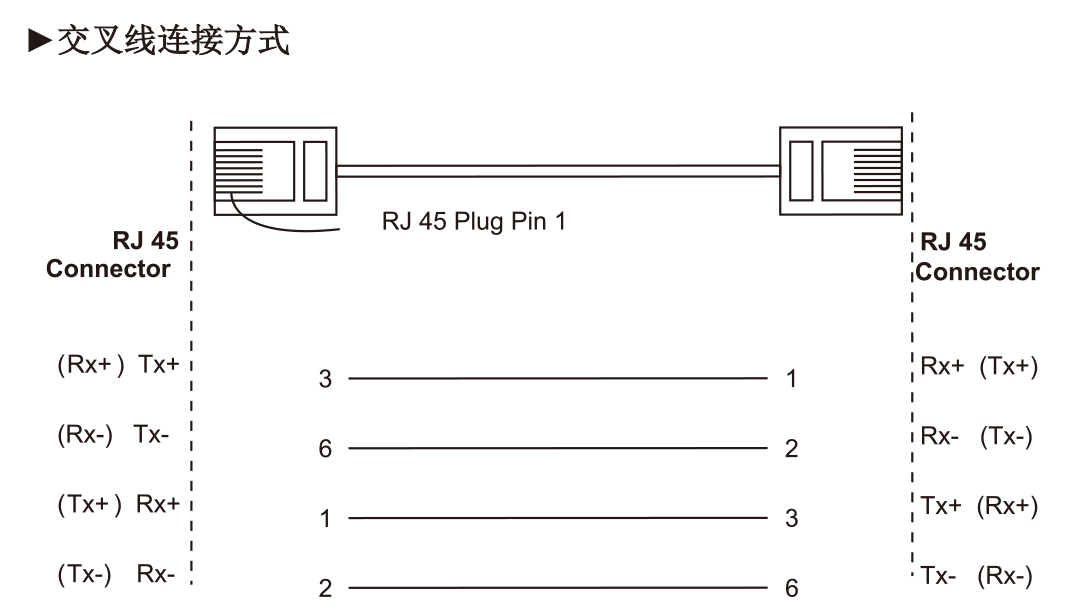 ▶交叉线连接方式
RJ 45 Plug Pin 1
RJ 45
Connector
RJ 45
Connector
(Rx+) Tx+ 3 1 Rx+ (Tx+)
(Rx-) Tx- 6 2 Rx- (Tx-)
(Tx+) Rx+ 1 3 Tx+ (Rx+)
(Tx-) Rx- 2 6 Tx- (Rx-)